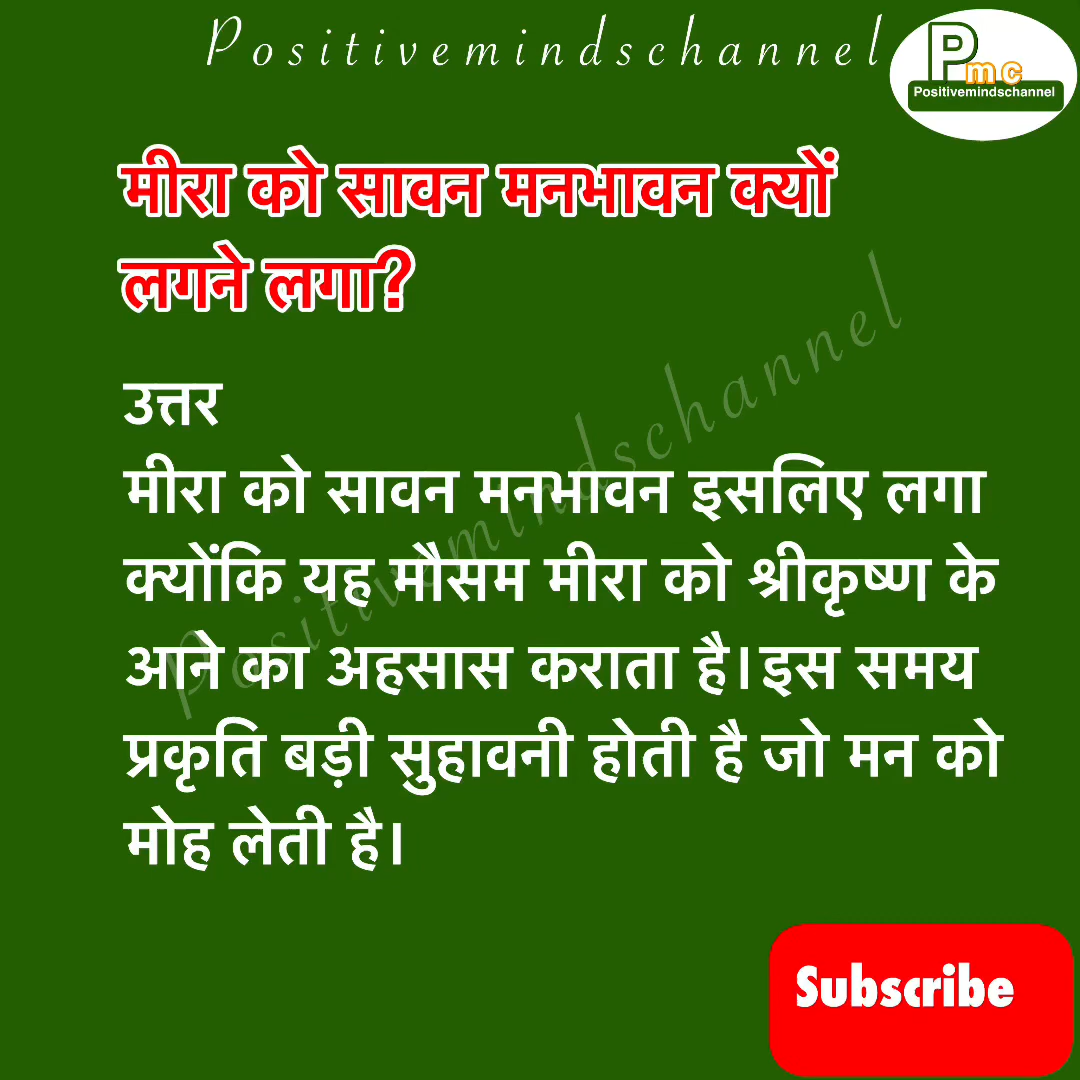 Positivemindschannel
Pmc
Positivemindschannel
मीरा को सावन मनभावन क्यों
लगने लगा?
उत्तर
मीरा को सावन मनभावन इसलिए लगा
क्योंकि यह मौसम मीरा को श्रीकृष्ण के
आने का अहसास कराता है।इस समय
प्रकृति बड़ी सुहावनी होती है जो मन को
मोह लेती है।
Positivemindschannel
Subscribe